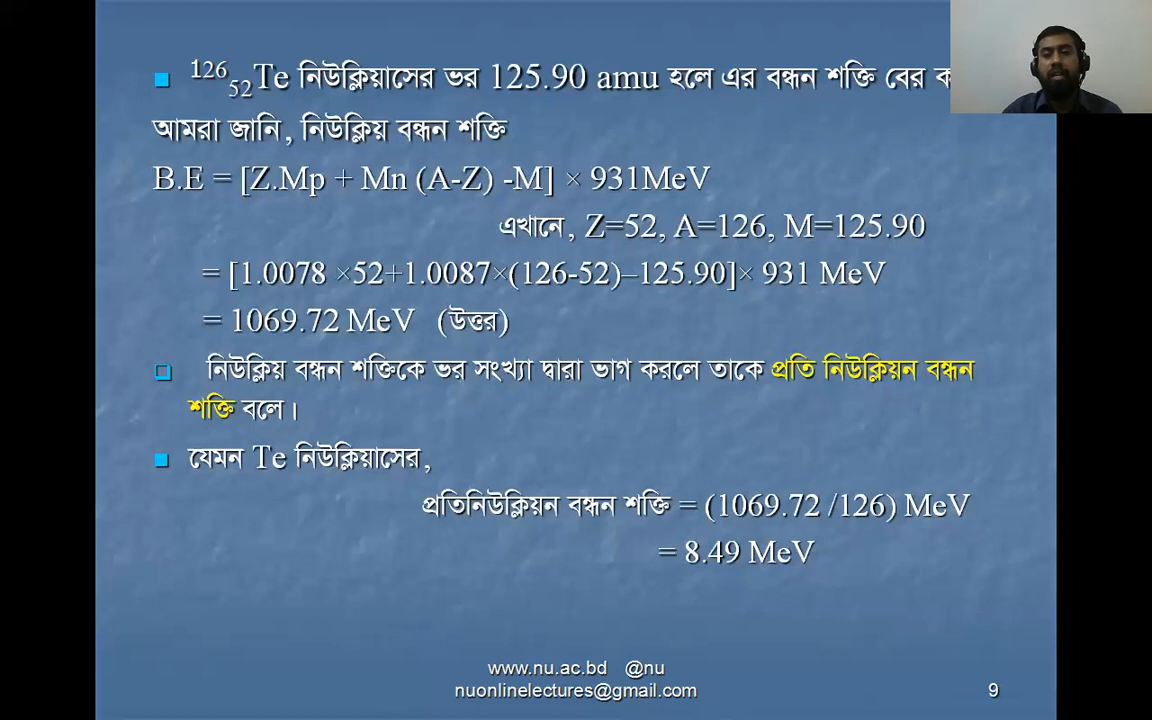 ¹²⁶₅₂Te নিউক্লিয়াসের ভর 125.90 amu হলে এর বন্ধন শক্তি বের
আমরা জানি, নিউক্লিয় বন্ধন শক্তি
B.E = [Z.Mp + Mn (A-Z) -M] × 931MeV
এখানে, Z=52, A=126, M=125.90
= [1.0078 ×52+1.0087×(126-52)–125.90]× 931 MeV
= 1069.72 MeV (উত্তর)
নিউক্লিয় বন্ধন শক্তিকে ভর সংখ্যা দ্বারা ভাগ করলে তাকে প্রতি নিউক্লিয়ন বন্ধন
শক্তি বলে।
যেমন Te নিউক্লিয়াসের,
প্রতিনিউক্লিয়ন বন্ধন শক্তি = (1069.72 /126) MeV
= 8.49 MeV
www.nu.ac.bd @nu
nuonlinelectures@gmail.com
9